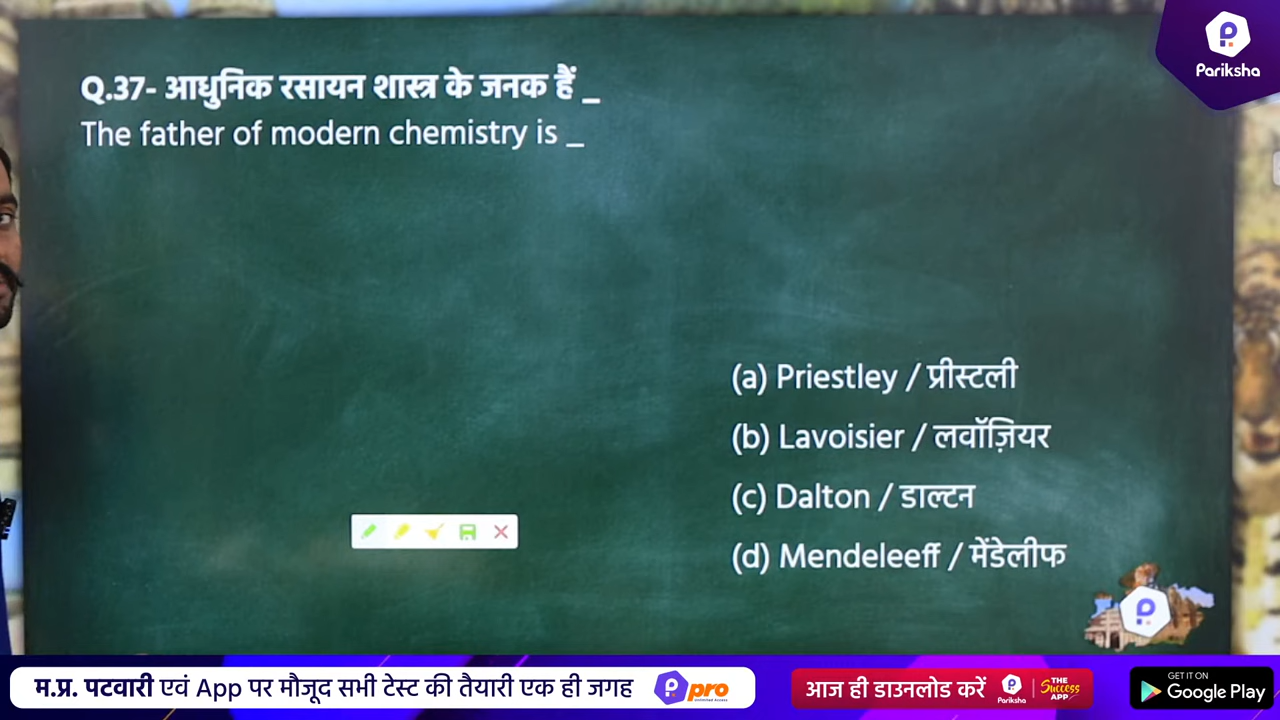 Pariksha
Q.37- आधुनिक रसायन शास्त्र के जनक हैं _
The father of modern chemistry is _
(a) Priestley / प्रीस्टली
(b) Lavoisier / लवॉज़ियर
(c) Dalton / डाल्टन
(d) Mendeleeff / मेंडेलीफ
म.प्र. पटवारी एवं App पर मौजूद सभी टेस्ट की तैयारी एक ही जगह
pro
आज ही डाउनलोड करें
Pariksha
THE
Success
APP
GET IT ON
Google Play